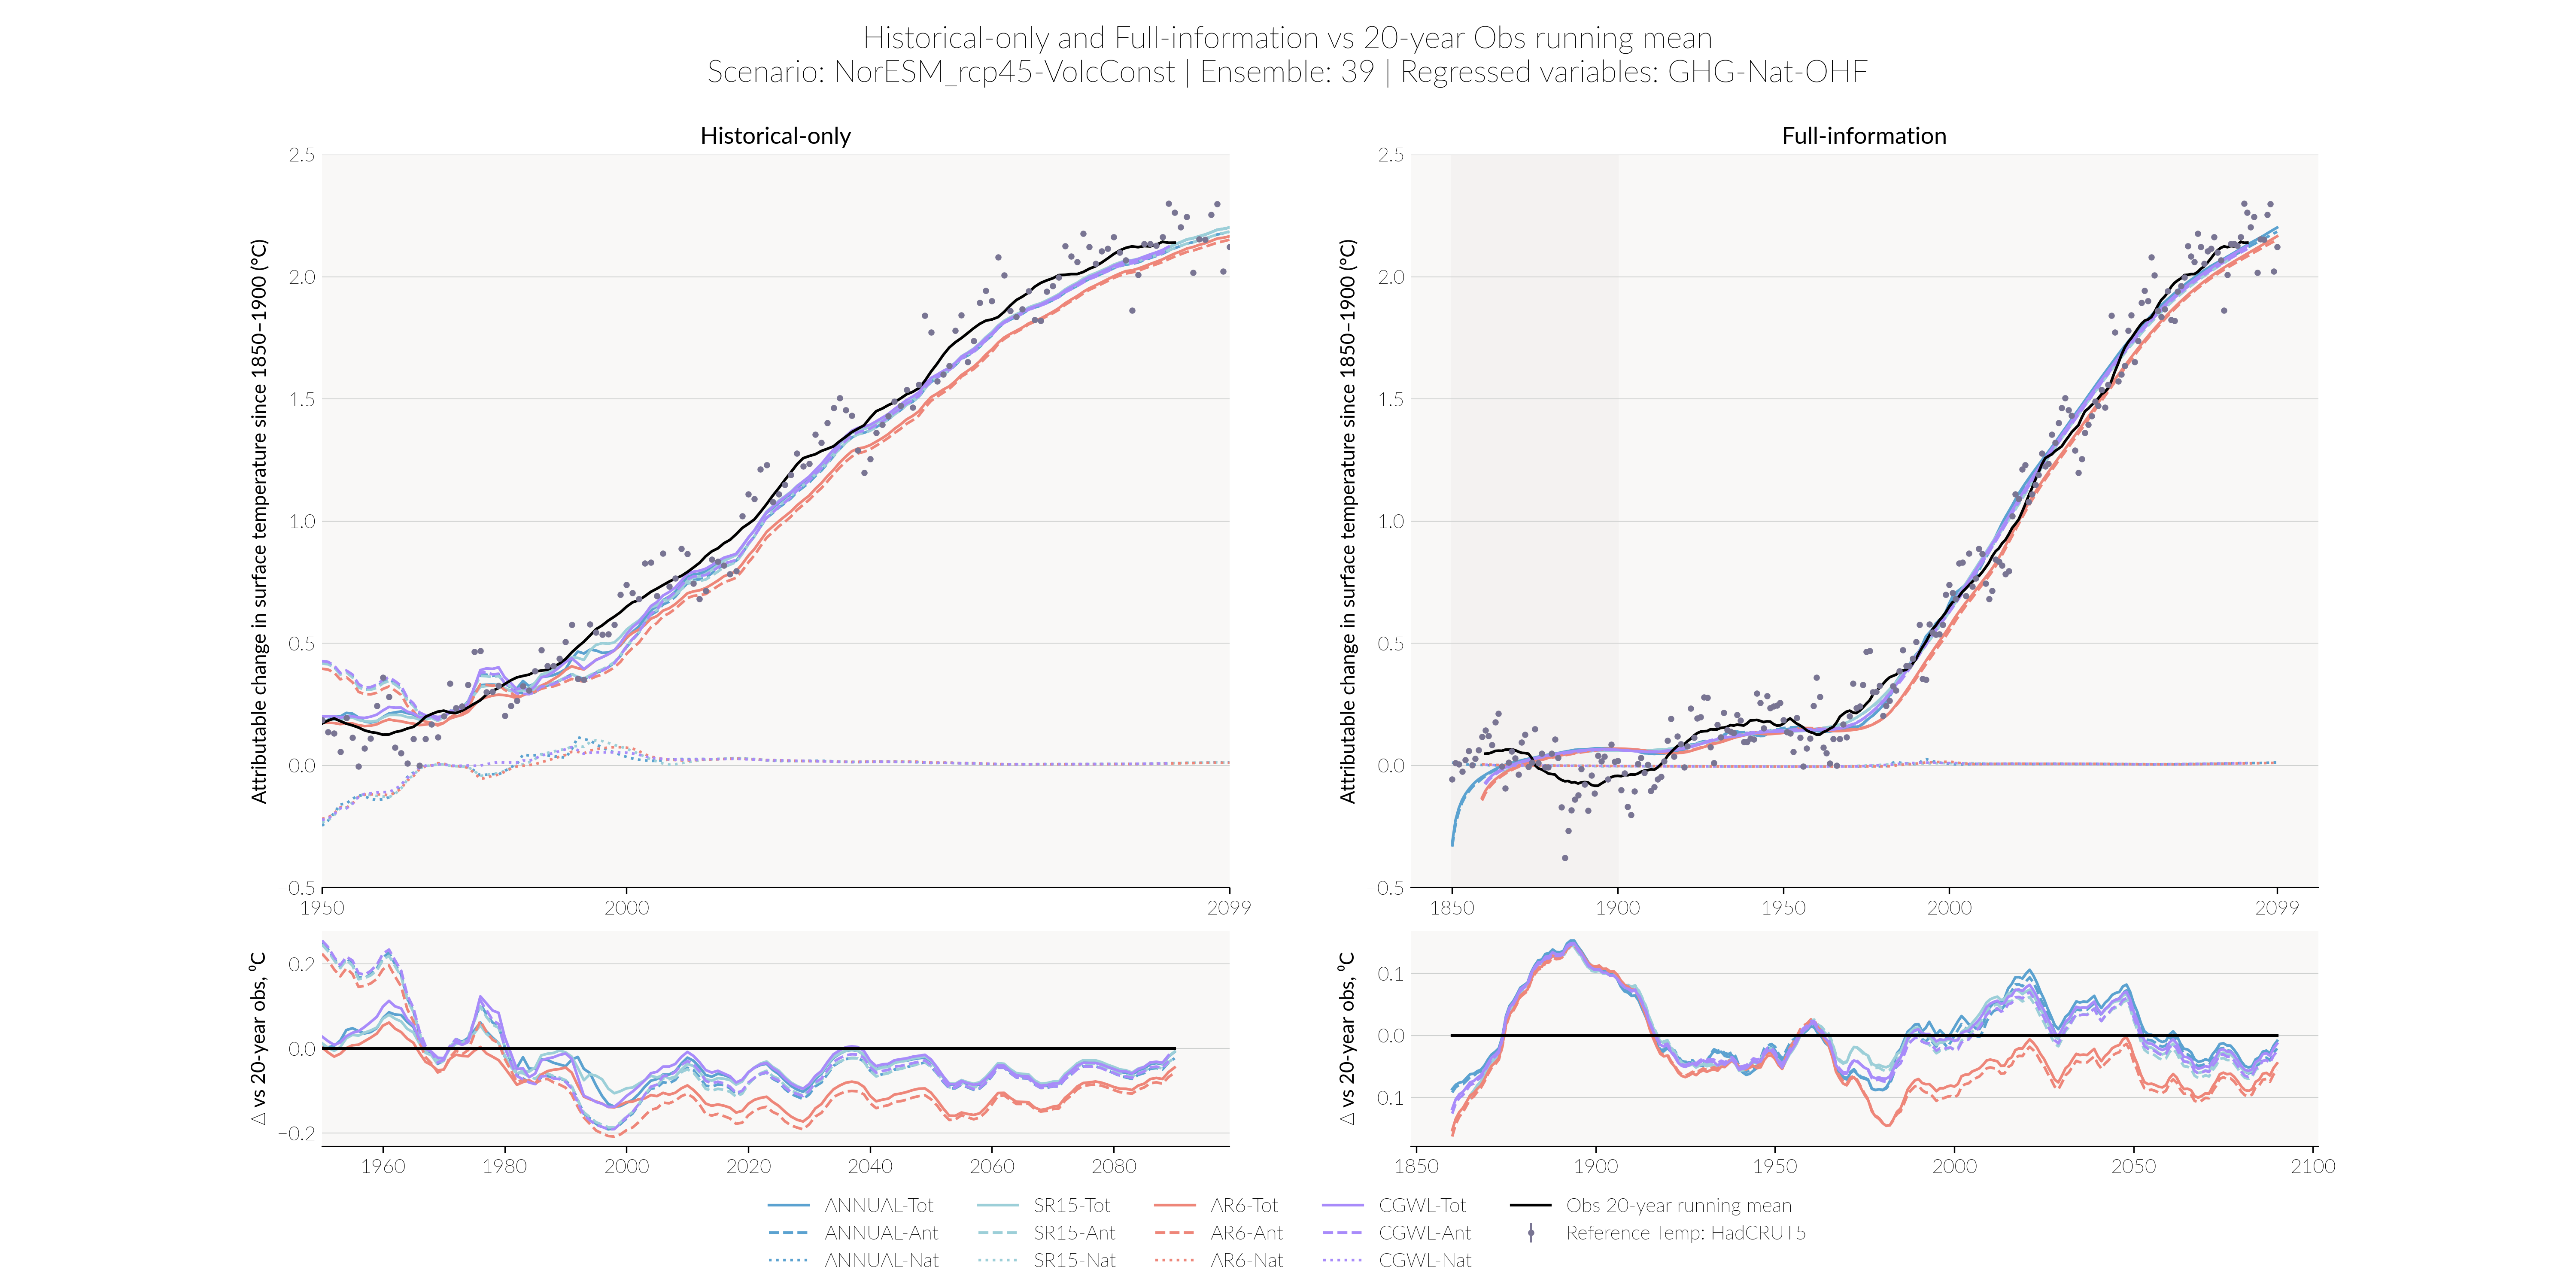 Historical-only and Full-information vs 20-year Obs running mean
Scenario: NorESM_rcp45-VolcConst | Ensemble: 39 | Regressed variables: GHG-Nat-OHF
Historical-only
Attributable change in surface temperature since 1850–1900 (°C)
2.5
2.0
1.5
1.0
0.5
0.0
−0.5
1950
2000
2099
Full-information
Attributable change in surface temperature since 1850–1900 (°C)
2.5
2.0
1.5
1.0
0.5
0.0
−0.5
1850
1900
1950
2000
2099
△ vs 20-year obs, ⁰C
0.2
0.0
−0.2
1960
1980
2000
2020
2040
2060
2080
△ vs 20-year obs, ⁰C
0.1
0.0
−0.1
1850
1900
1950
2000
2050
2100
ANNUAL-Tot
ANNUAL-Ant
ANNUAL-Nat
SR15-Tot
SR15-Ant
SR15-Nat
AR6-Tot
AR6-Ant
AR6-Nat
CGWL-Tot
CGWL-Ant
CGWL-Nat
Obs 20-year running mean
Reference Temp: HadCRUT5